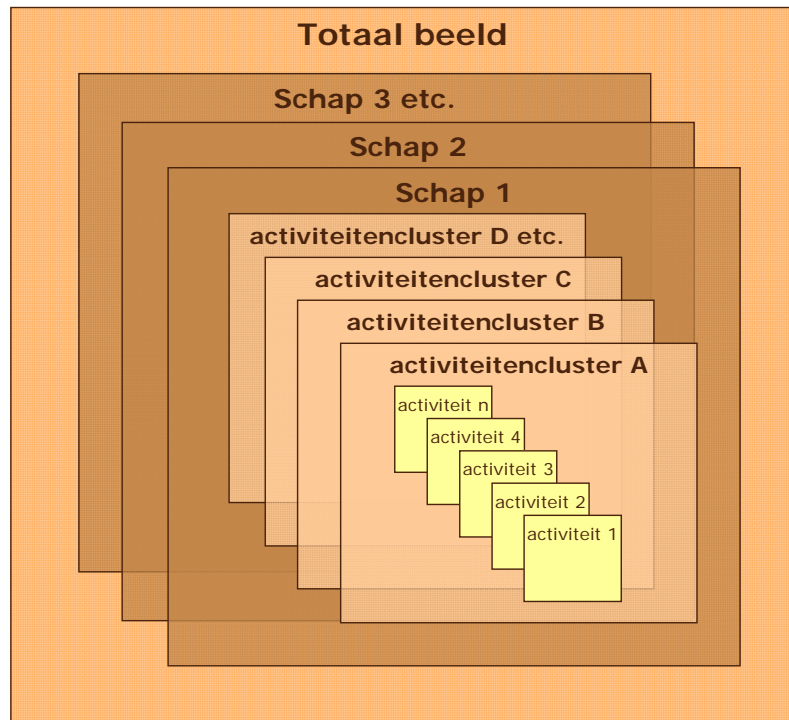 Totaal beeld
Schap 3 etc.
Schap 2
Schap 1
activiteitencluster D etc.
activiteitencluster C
activiteitencluster B
activiteitencluster A
activiteit n
activiteit 4
activiteit 3
activiteit 2
activiteit 1